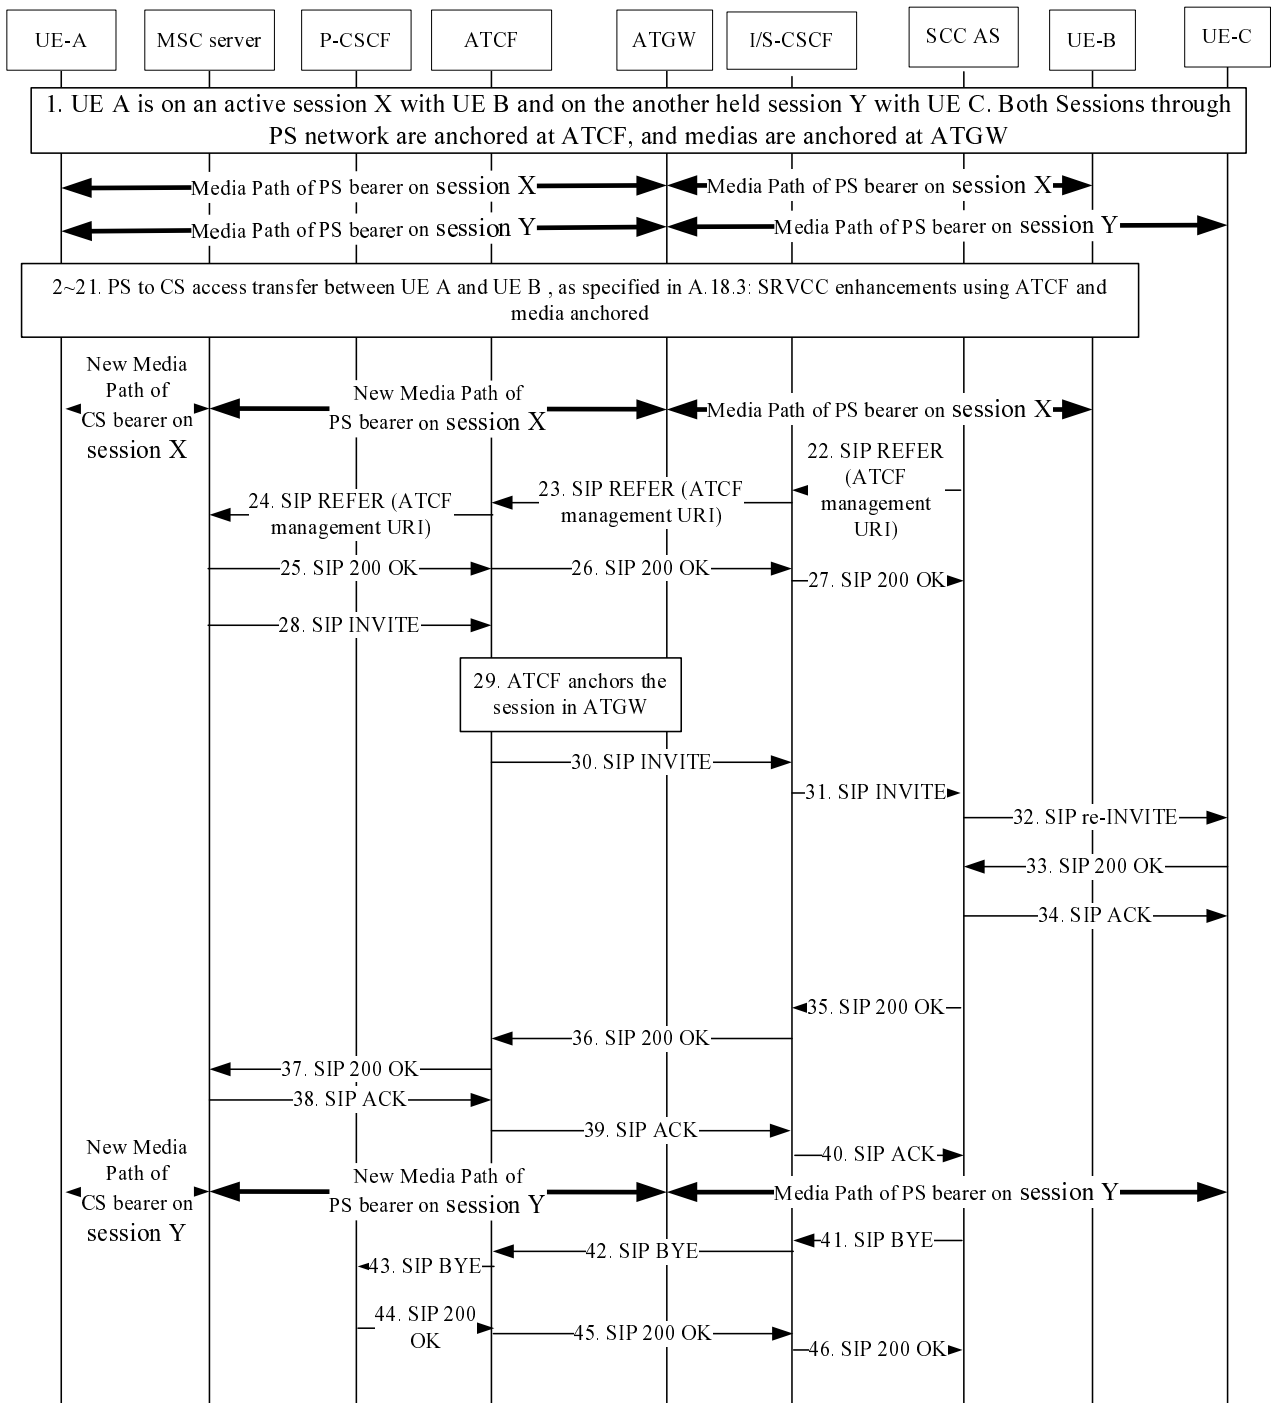 UE-A
MSC server
P-CSCF
ATCF
ATGW
I/S-CSCF
SCC AS
UE-B
UE-C
1. UE A is on an active session X with UE B and on the another held session Y with UE C. Both Sessions through
PS network are anchored at ATCF, and medias are anchored at ATGW
Media Path of PS bearer on session X
Media Path of PS bearer on session X
Media Path of PS bearer on session Y
Media Path of PS bearer on session Y
2~21. PS to CS access transfer between UE A and UE B , as specified in A.18.3: SRVCC enhancements using ATCF and
media anchored
New Media
Path of
CS bearer on
session X
New Media Path of
PS bearer on session X
Media Path of PS bearer on session X
22. SIP REFER
(ATCF
management
URI)
23. SIP REFER (ATCF
management URI)
24. SIP REFER (ATCF
management URI)
25. SIP 200 OK
26. SIP 200 OK
27. SIP 200 OK
28. SIP INVITE
29. ATCF anchors the
session in ATGW
30. SIP INVITE
31. SIP INVITE
32. SIP re-INVITE
33. SIP 200 OK
34. SIP ACK
35. SIP 200 OK
36. SIP 200 OK
37. SIP 200 OK
38. SIP ACK
39. SIP ACK
40. SIP ACK
New Media
Path of
CS bearer on
session Y
New Media Path of
PS bearer on session Y
Media Path of PS bearer on session Y
41. SIP BYE
42. SIP BYE
43. SIP BYE
44. SIP 200
OK
45. SIP 200 OK
46. SIP 200 OK